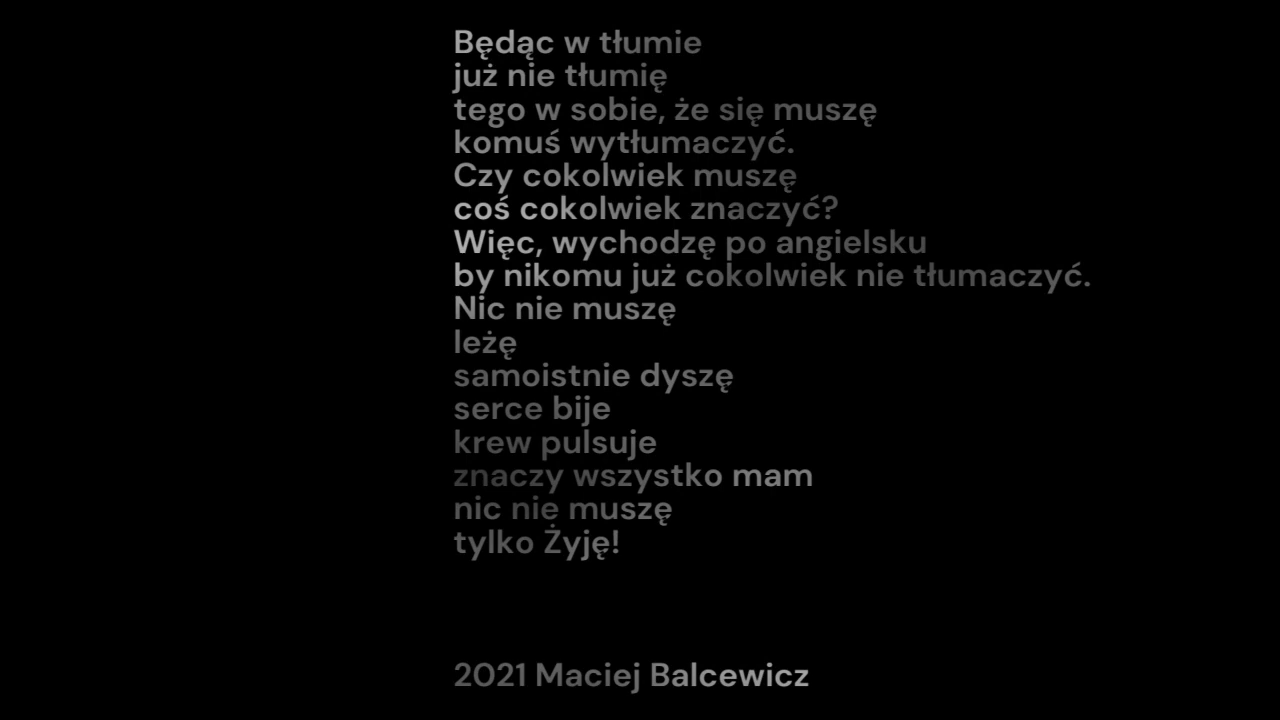 Będąc w tłumie
już nie tłumię
tego w sobie, że się muszę
komuś wytłumaczyć.
Czy cokolwiek muszę
coś cokolwiek znaczyć?
Więc, wychodzę po angielsku
by nikomu już cokolwiek nie tłumaczyć.
Nic nie muszę
leżę
samoistnie dyszę
serce bije
krew pulsuje
znaczy wszystko mam
nic nie muszę
tylko Żyję!
2021 Maciej Balcewicz